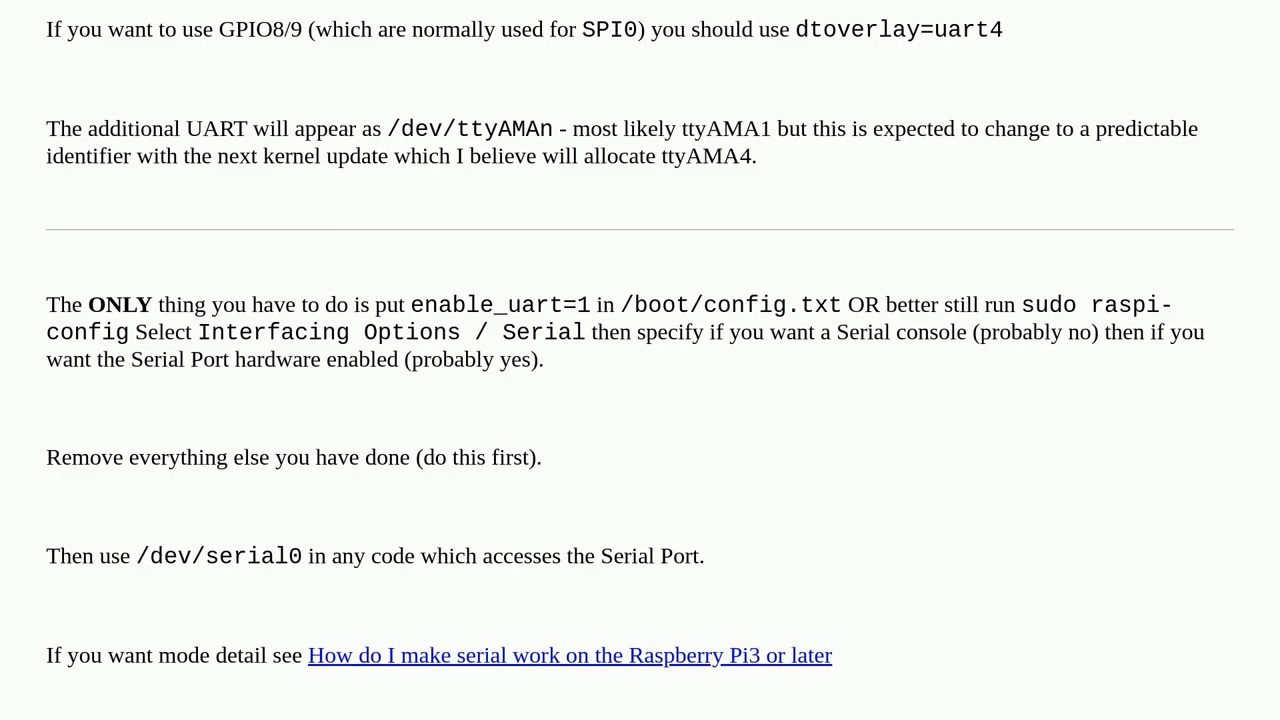 If you want to use GPIO8/9 (which are normally used for SPI0) you should use dtoverlay=uart4
The additional UART will appear as /dev/ttyAMAn - most likely ttyAMA1 but this is expected to change to a predictable
identifier with the next kernel update which I believe will allocate ttyAMA4.
The ONLY thing you have to do is put enable_uart=1 in /boot/config.txt OR better still run sudo raspi-
config Select Interfacing Options / Serial then specify if you want a Serial console (probably no) then if you
want the Serial Port hardware enabled (probably yes).
Remove everything else you have done (do this first).
Then use /dev/serial0 in any code which accesses the Serial Port.
If you want mode detail see How do I make serial work on the Raspberry Pi3 or later